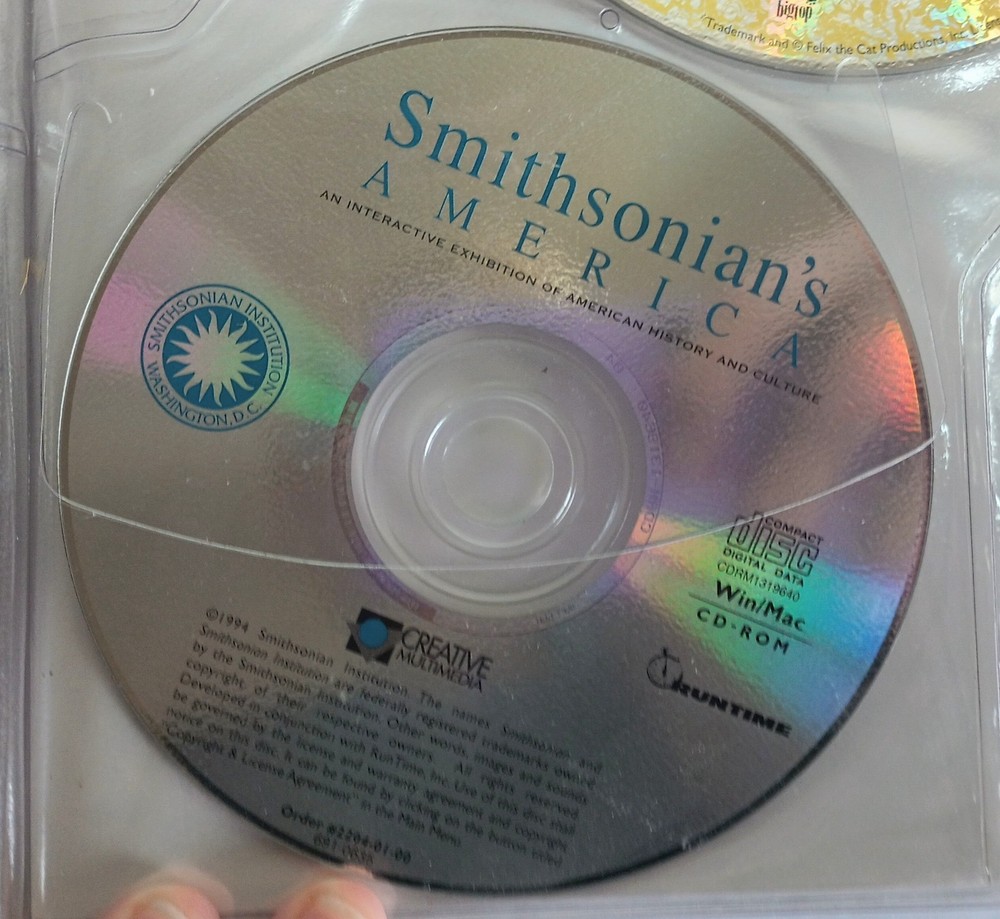 bigtop
"Trademark and © Felix the Cat Productions, Inc.
Smithsonian's
AMERICA
AN INTERACTIVE EXHIBITION OF AMERICAN HISTORY AND CULTURE
SMITHSONIAN INSTITUTION
WASHINGTON, D.C.
COMPACT
disc
DIGITAL DATA
CDRM1319640
Win/Mac
CD-ROM
CREATIVE
MULTIMEDIA
RUNTIME
©1994 Smithsonian Institution. The names Smithsonian and
Smithsonian Institution are federally registered trademarks owned
by the Smithsonian Institution. Other words, images and sounds
copyright, of their respective owners. All rights reserved
Developed in conjunction with RunTime, Inc. Use of this disc shall
be governed by the license and warranty agreement and copyright
notice on this disc. It can be found by clicking on the button titled
"Copyright & License Agreement" in the Main Menu
Order #2204-01-00